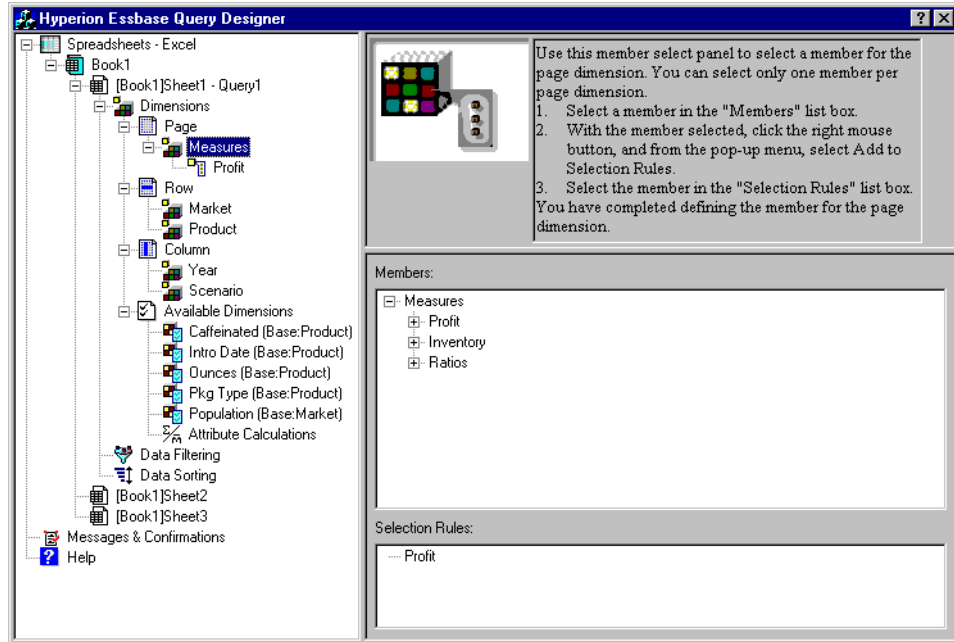 Hyperion Essbase Query Designer
Spreadsheets - Excel
Book1
[Book1]Sheet1 - Query1
Dimensions
Page
Measures
Profit
Row
Market
Product
Column
Year
Scenario
Available Dimensions
Caffeinated (Base:Product)
Intro Date (Base:Product)
Ounces (Base:Product)
Pkg Type (Base:Product)
Population (Base:Market)
Attribute Calculations
Data Filtering
Data Sorting
[Book1]Sheet2
[Book1]Sheet3
Messages & Confirmations
Help
Use this member select panel to select a member for the
page dimension. You can select only one member per
page dimension.
1. Select a member in the "Members" list box.
2. With the member selected, click the right mouse
button, and from the pop-up menu, select Add to
Selection Rules.
3. Select the member in the "Selection Rules" list box.
You have completed defining the member for the page
dimension.
Members:
Measures
Profit
Inventory
Ratios
Selection Rules:
Profit